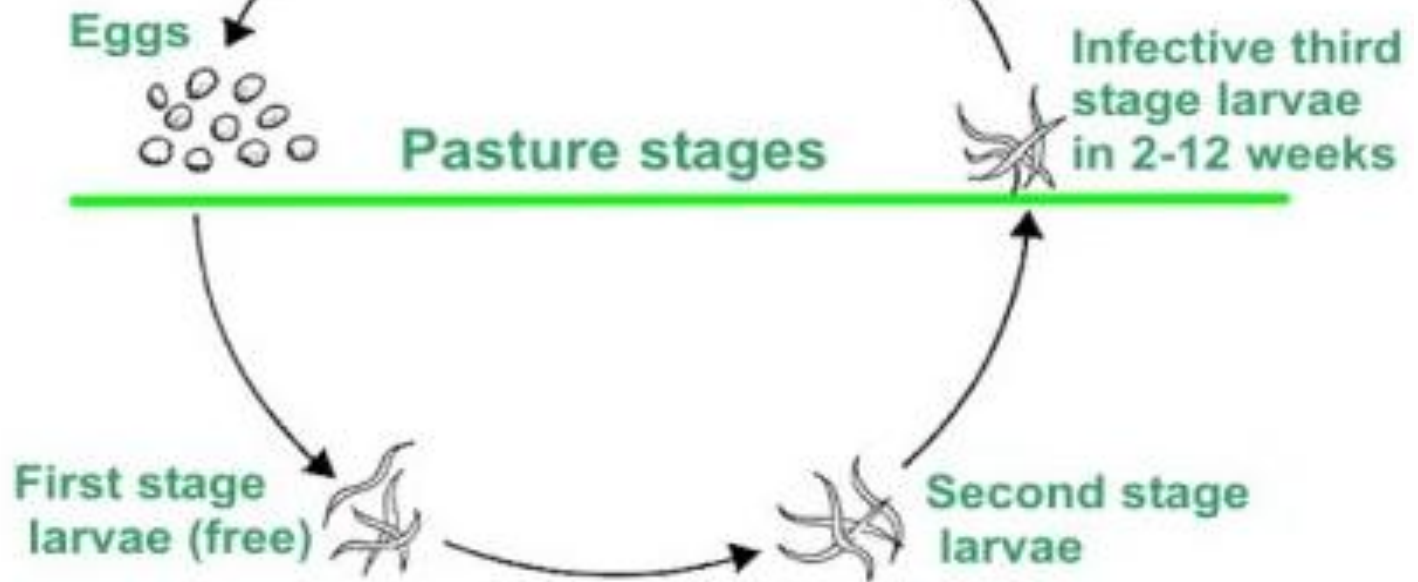 Eggs
Infective third
stage larvae
in 2-12 weeks
Pasture stages
First stage
larvae (free)
Second stage
larvae